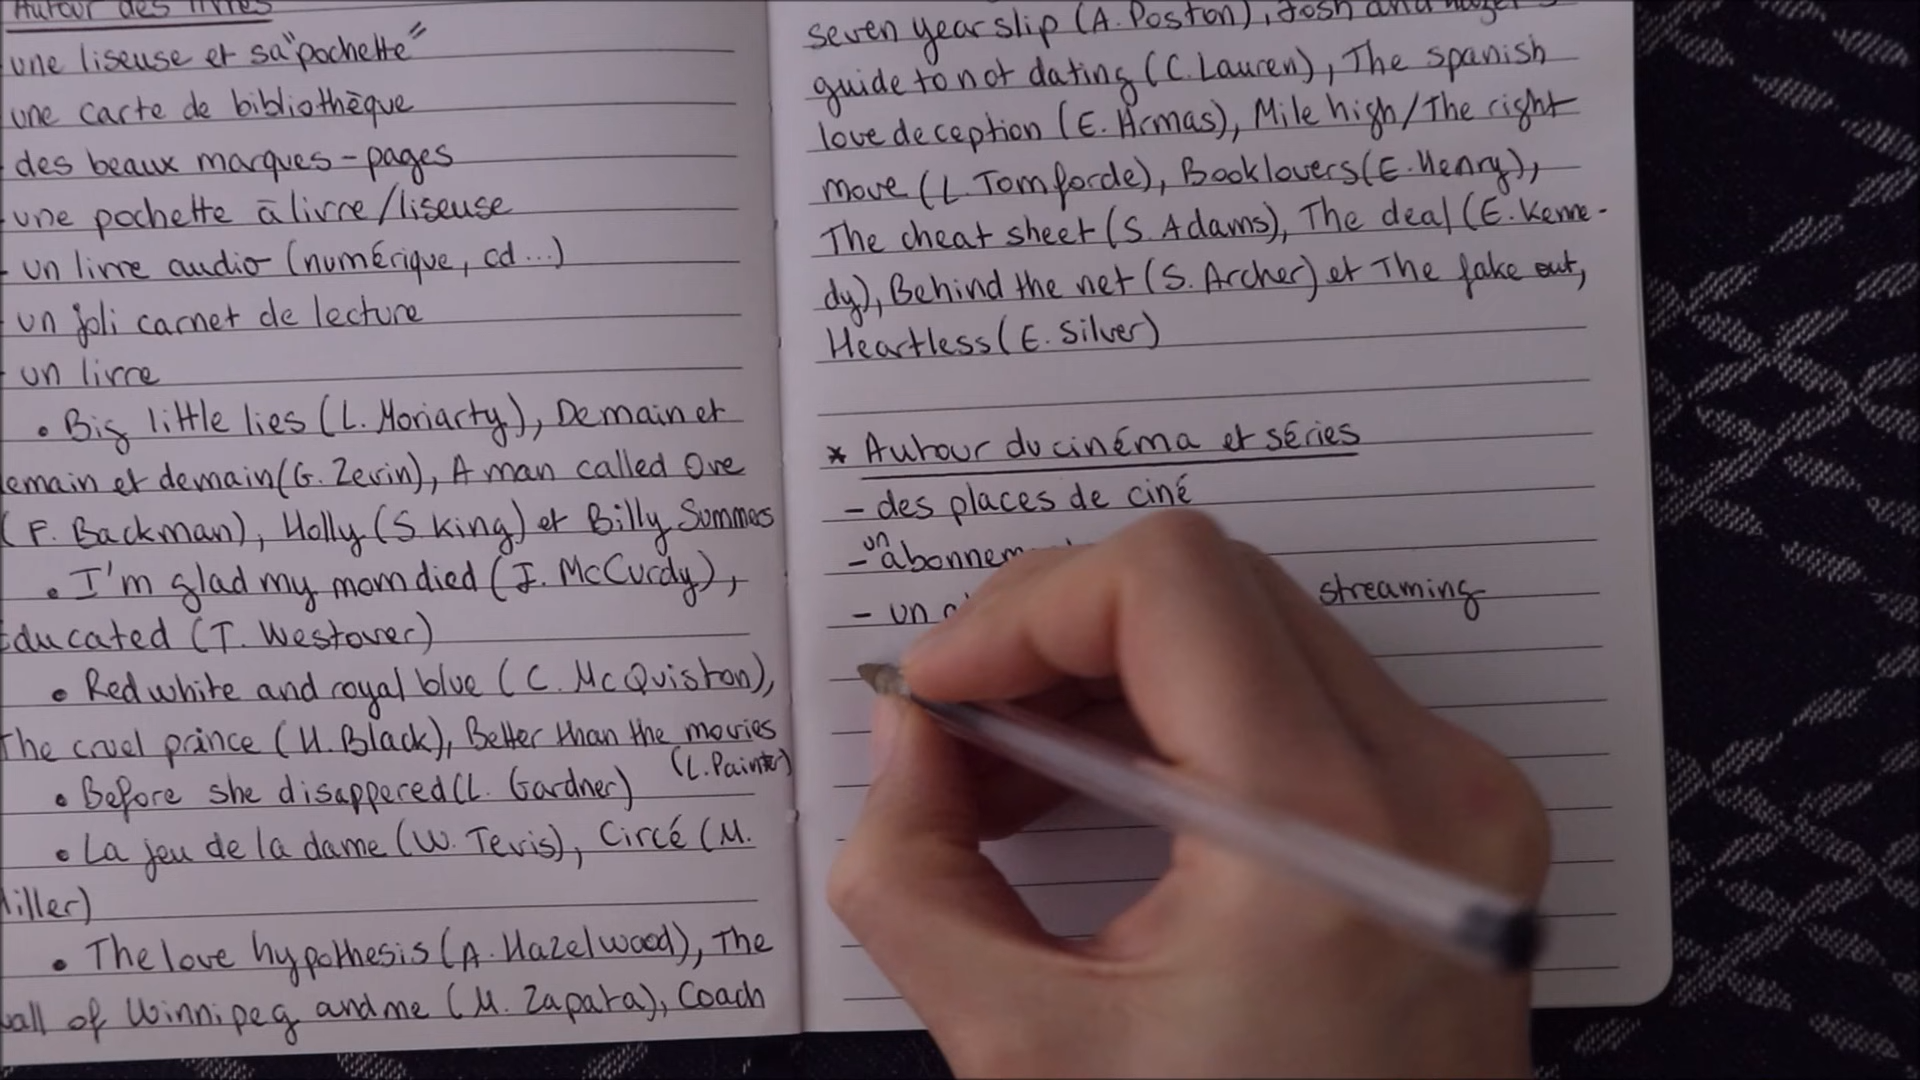 Autour des livres
une liseuse et sa "pochette"
une carte de bibliothèque
des beaux marques-pages
- une pochette à livre/liseuse
- un livre audio (numérique, cd...)
un joli carnet de lecture
- un livre
• Big little lies (L. Moriarty), Demain et
emain et demain (G. Zevin), A man called Ove
(F. Backman), Holly (S. King) et Billy Summers
• I'm glad my mom died (J. McCurdy),
Educated (T. Westover)
• Red white and royal blue (C. McQuiston),
The cruel prince (H. Black), Better than the movies
(L. Painter)
• Before she disappered (L. Gardner)
• La jeu de la dame (W. Tevis), Circé (M.
Miller)
• The love hypothesis (A. Hazelwood), The
wall of Winnipeg and me (M. Zapata), Coach
seven year slip (A. Poston), Josh and
guide to not dating (C. Lauren), The spanish
love deception (E. Armas), Mile high/The right
move (L. Tomforde), Booklovers (E. Henry),
The cheat sheet (S. Adams), The deal (E. Kenne-
dy), Behind the net (S. Archer) et The fake out,
Heartless (E. Silver)
* Autour du cinéma et séries
- des places de ciné
- un abonnem
- un streaming